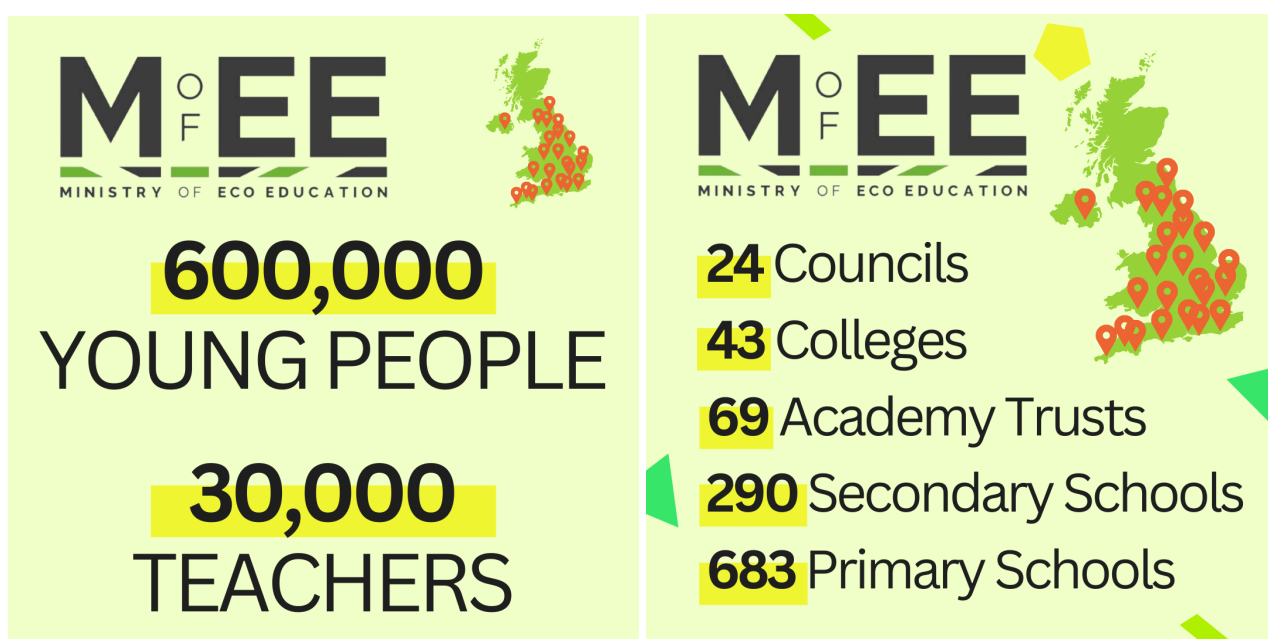 M OF EE
MINISTRY OF ECO EDUCATION
600,000
YOUNG PEOPLE
30,000
TEACHERS
M OF EE
MINISTRY OF ECO EDUCATION
24 Councils
43 Colleges
69 Academy Trusts
290 Secondary Schools
683 Primary Schools